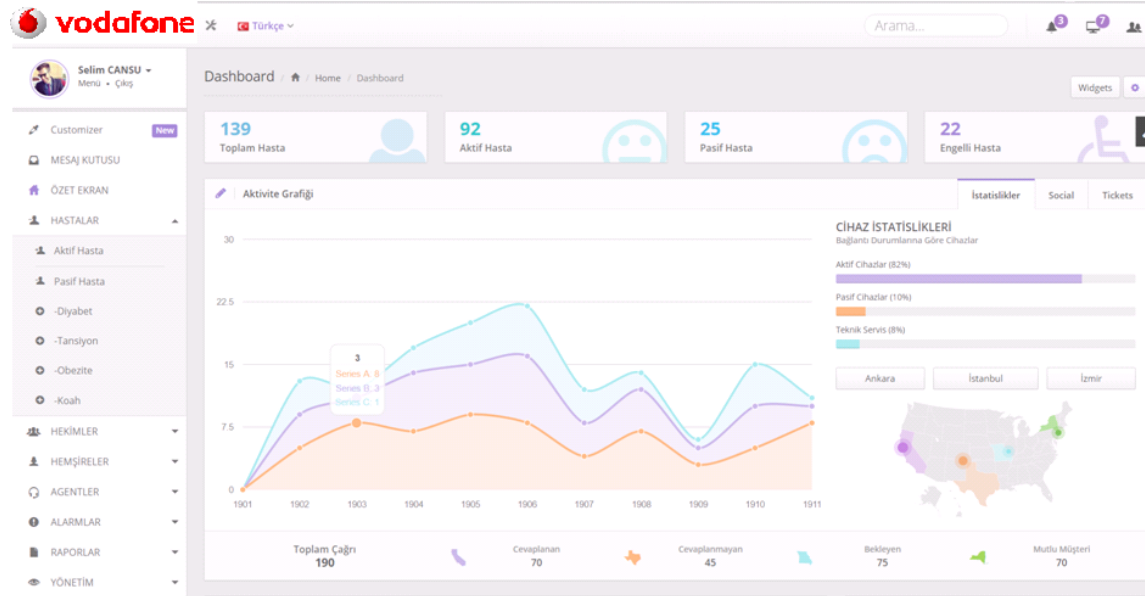 vodafone
Türkçe
Arama...
3
7
Selim CANSU
Menü • Çıkış
Dashboard / / Home / Dashboard
Widgets
Customizer
New
MESAJ KUTUSU
ÖZET EKRAN
HASTALAR
Aktif Hasta
Pasif Hasta
-Diyabet
-Tansiyon
-Obezite
-Koah
HEKİMLER
HEMŞİRELER
AGENTLER
ALARMLAR
RAPORLAR
YÖNETİM
139
Toplam Hasta
92
Aktif Hasta
25
Pasif Hasta
22
Engelli Hasta
Aktivite Grafiği
İstatislikler
Social
Tickets
30
22.5
15
7.5
0
3
Series A: 8
Series B: 3
Series C: 1
1901 1902 1903 1904 1905 1906 1907 1908 1909 1910 1911
CİHAZ İSTATİSLİKLERİ
Bağlantı Durumlarına Göre Cihazlar
Aktif Cihazlar (82%)
Pasif Cihazlar (10%)
Teknik Servis (8%)
Ankara
İstanbul
İzmir
Toplam Çağrı
190
Cevaplanan
70
Cevaplanmayan
45
Bekleyen
75
Mutlu Müşteri
70